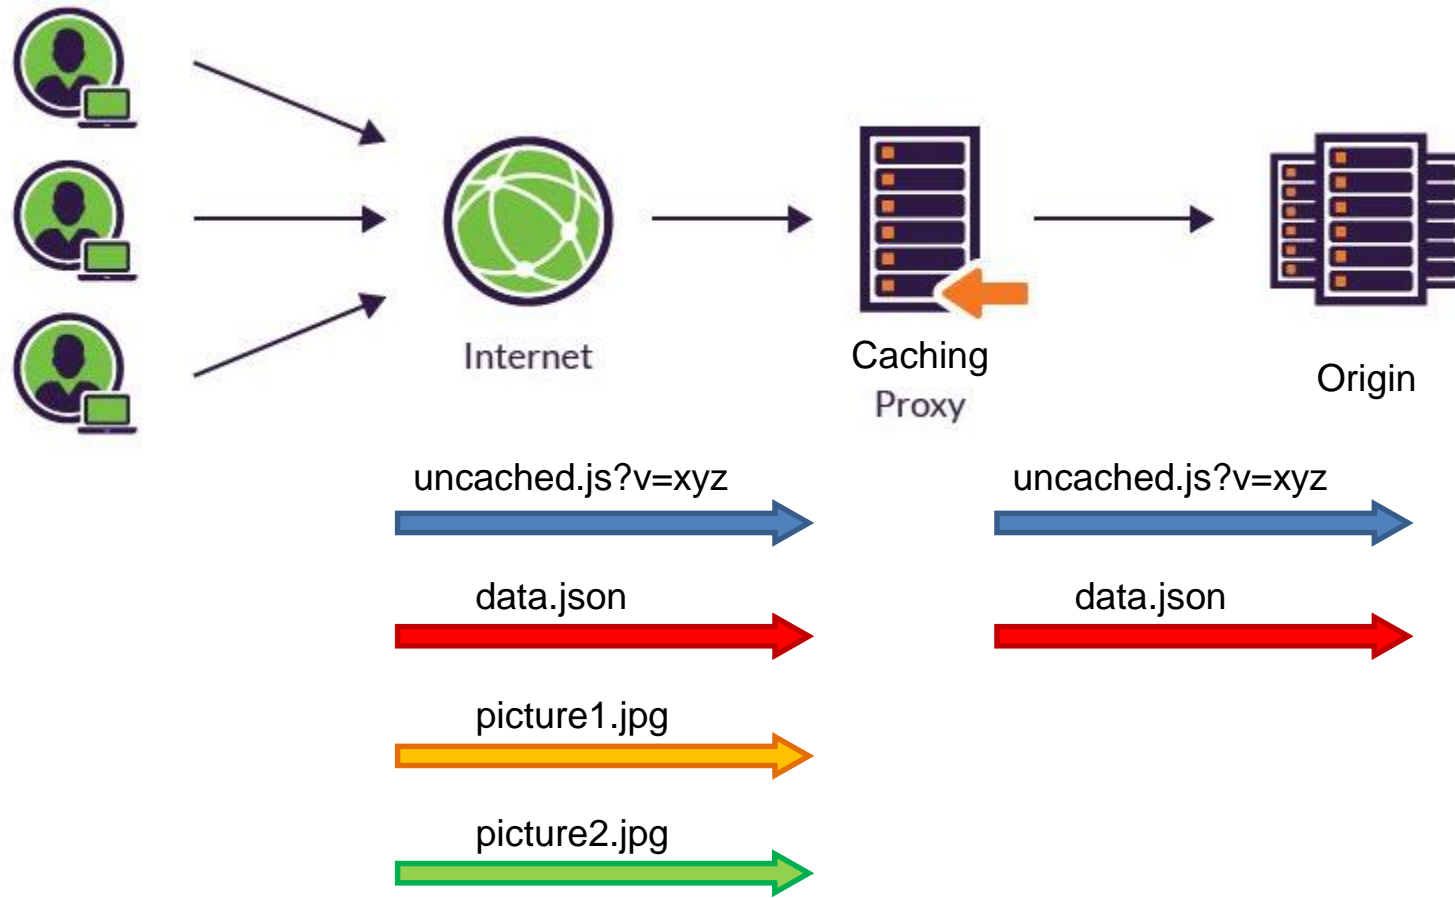 Internet
Caching
Proxy
Origin
uncached.js?v=xyz
uncached.js?v=xyz
data.json
data.json
picture1.jpg
picture2.jpg